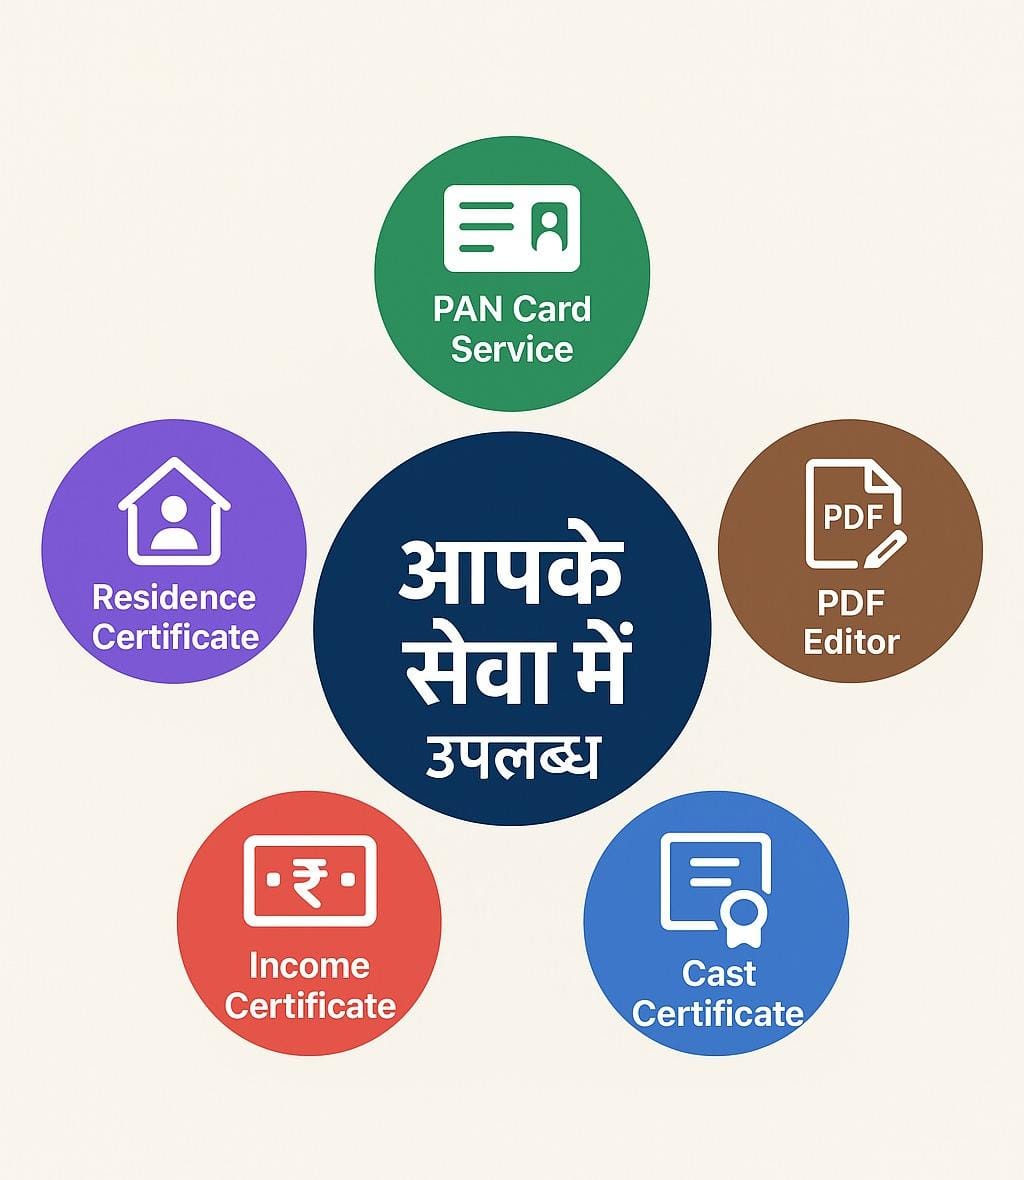 PAN Card
Service
Residence
Certificate
आपके
सेवा में
उपलब्ध
PDF
PDF
Editor
₹
Income
Certificate
Cast
Certificate